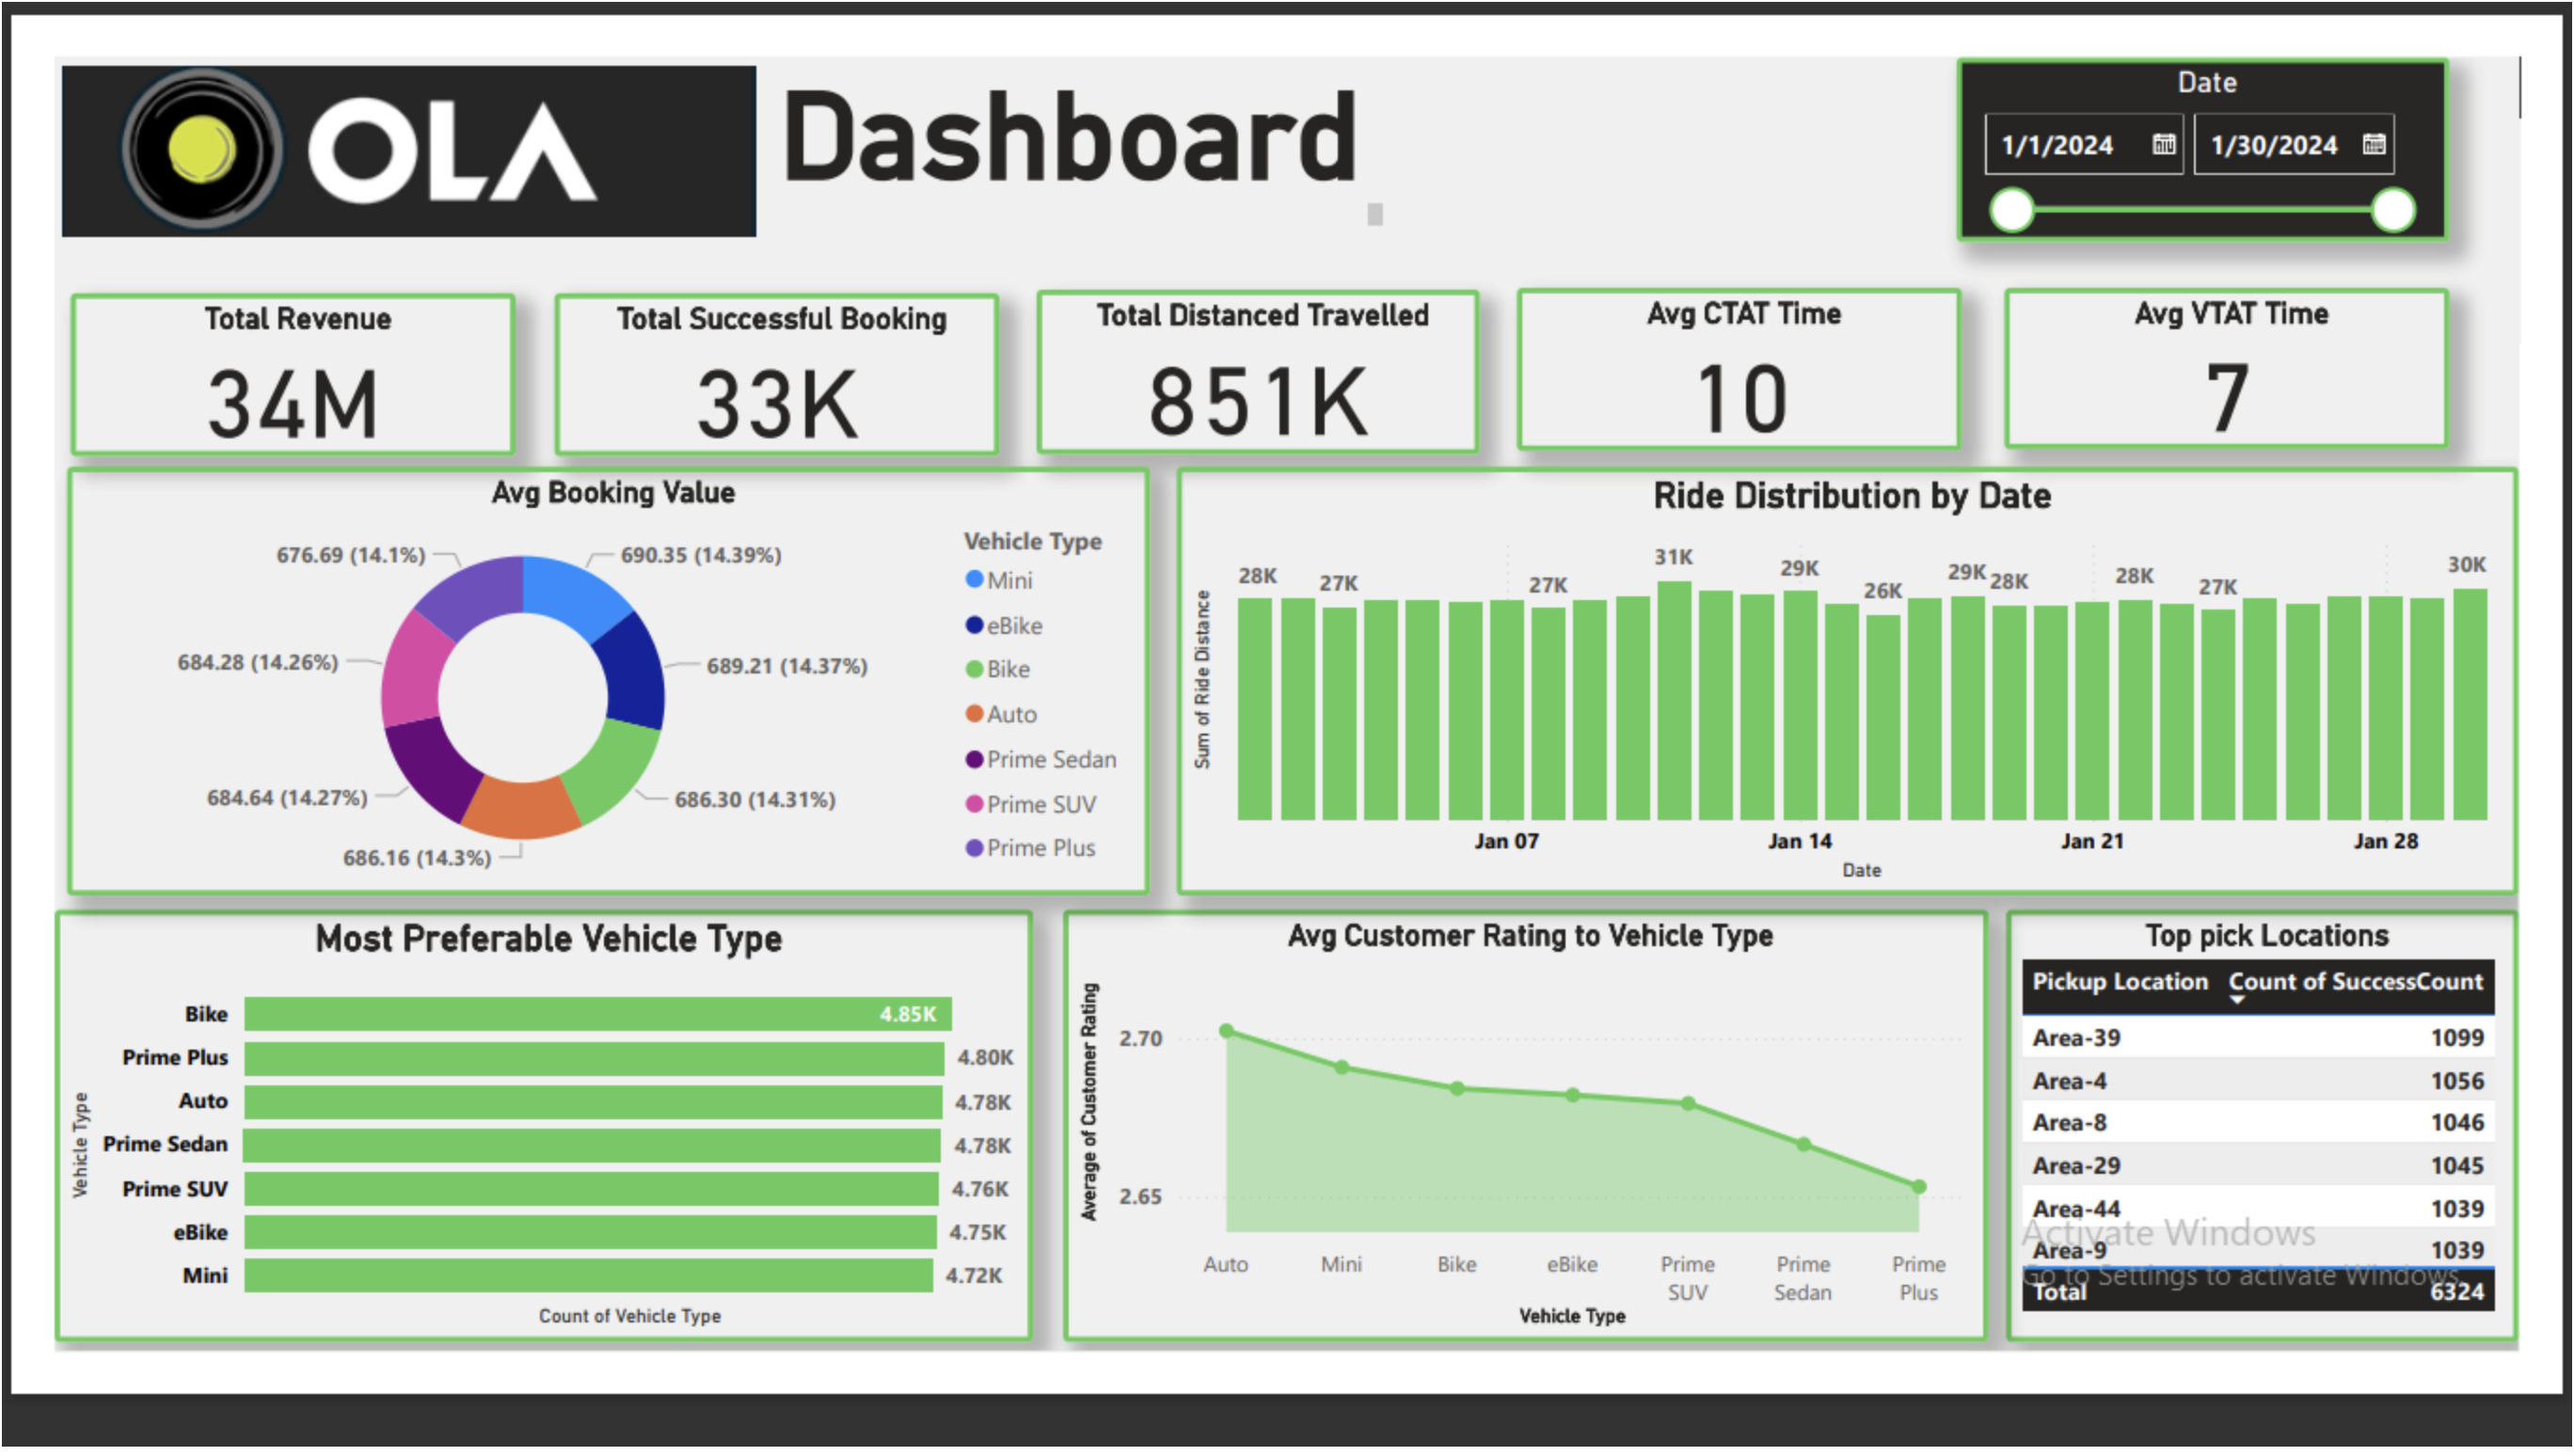 OLA
Dashboard
Date
1/1/2024
1/30/2024
Total Revenue
34M
Total Successful Booking
33K
Total Distanced Travelled
851K
Avg CTAT Time
10
Avg VTAT Time
7
Avg Booking Value
676.69 (14.1%)
690.35 (14.39%)
684.28 (14.26%)
689.21 (14.37%)
684.64 (14.27%)
686.30 (14.31%)
686.16 (14.3%)
Vehicle Type
Mini
eBike
Bike
Auto
Prime Sedan
Prime SUV
Prime Plus
Ride Distribution by Date
Sum of Ride Distance
28K
27K
27K
31K
29K
26K
29K
28K
28K
27K
30K
Jan 07
Jan 14
Jan 21
Jan 28
Date
Most Preferable Vehicle Type
Vehicle Type
Bike
4.85K
Prime Plus
4.80K
Auto
4.78K
Prime Sedan
4.78K
Prime SUV
4.76K
eBike
4.75K
Mini
4.72K
Count of Vehicle Type
Avg Customer Rating to Vehicle Type
Average of Customer Rating
2.70
2.65
Auto
Mini
Bike
eBike
Prime
SUV
Prime
Sedan
Prime
Plus
Vehicle Type
Top pick Locations
Pickup Location Count of SuccessCount
Area-39 1099
Area-4 1056
Area-8 1046
Area-29 1045
Area-44 1039
Activate Windows
Area-9 1039
Go to Settings to activate Windows.
Total 6324